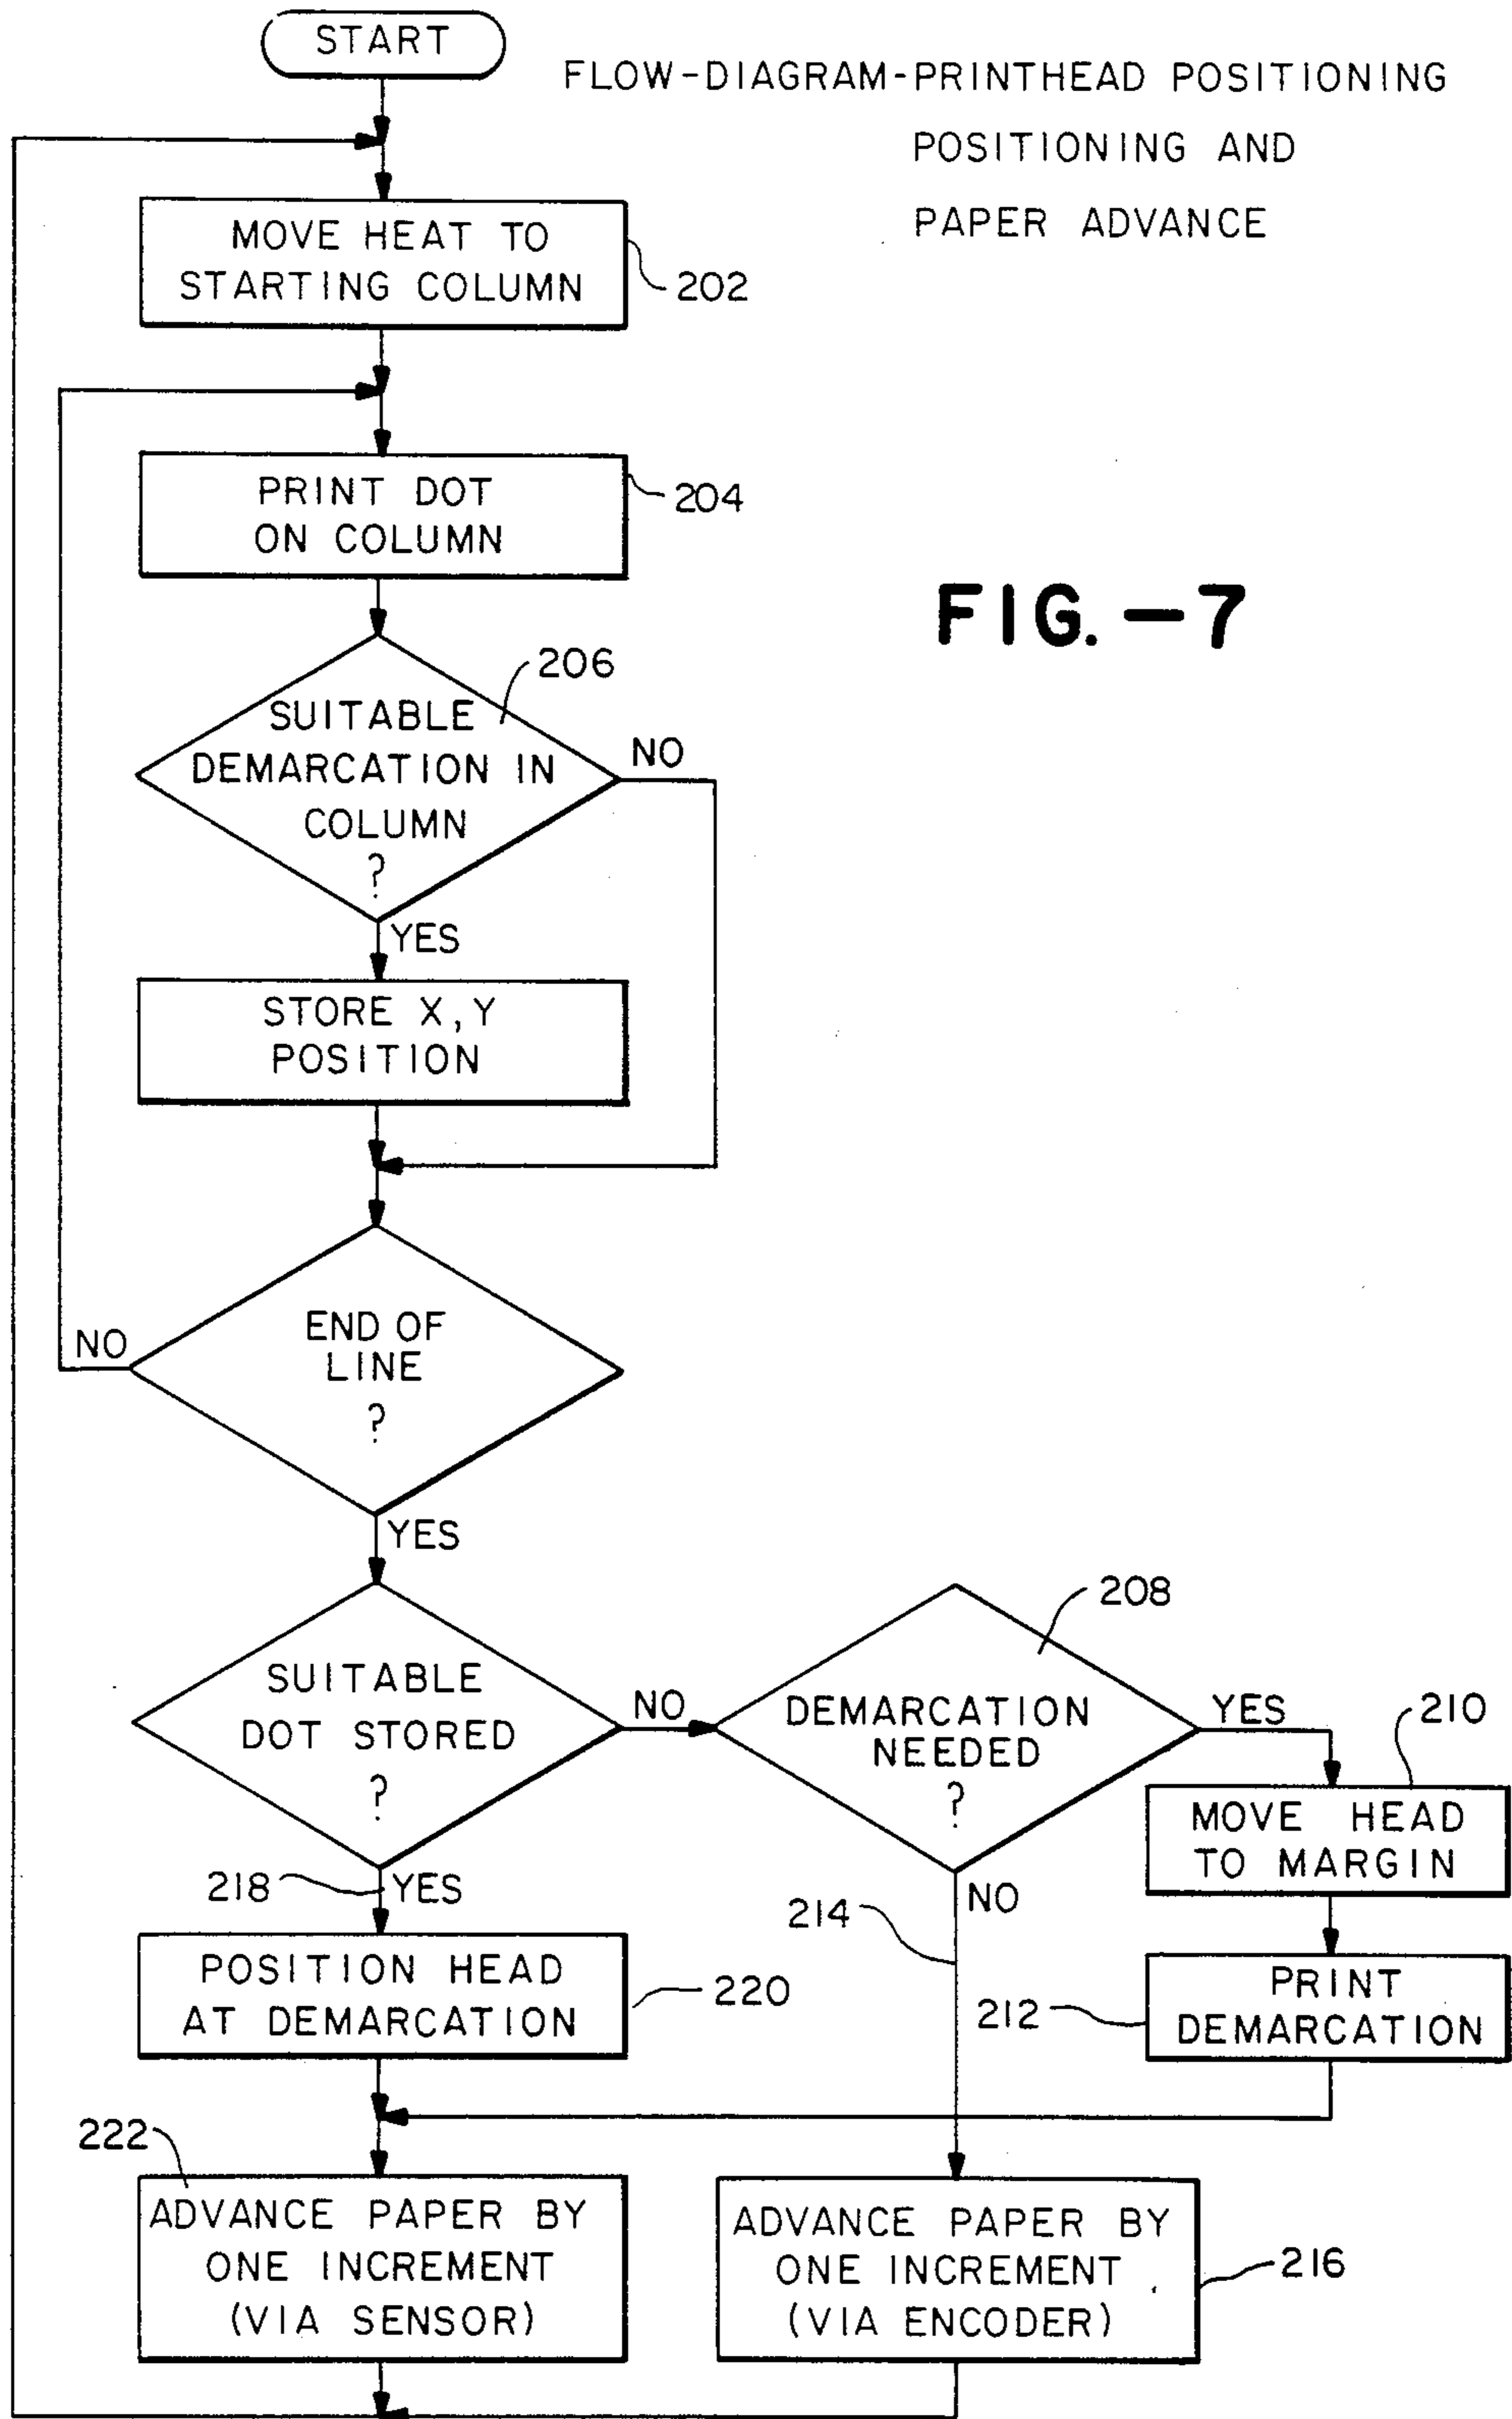 START
FLOW-DIAGRAM-PRINTHEAD POSITIONING
POSITIONING AND
PAPER ADVANCE
MOVE HEAT TO
STARTING COLUMN
202
PRINT DOT
ON COLUMN
204
FIG.-7
206
SUITABLE
DEMARCATION IN
COLUMN
?
NO
YES
STORE X,Y
POSITION
END OF
LINE
?
NO
YES
SUITABLE
DOT STORED
?
NO
208
DEMARCATION
NEEDED
?
YES
210
MOVE HEAD
TO MARGIN
218
YES
214
NO
POSITION HEAD
AT DEMARCATION
220
212
PRINT
DEMARCATION
222
ADVANCE PAPER BY
ONE INCREMENT
(VIA SENSOR)
ADVANCE PAPER BY
ONE INCREMENT
(VIA ENCODER)
216